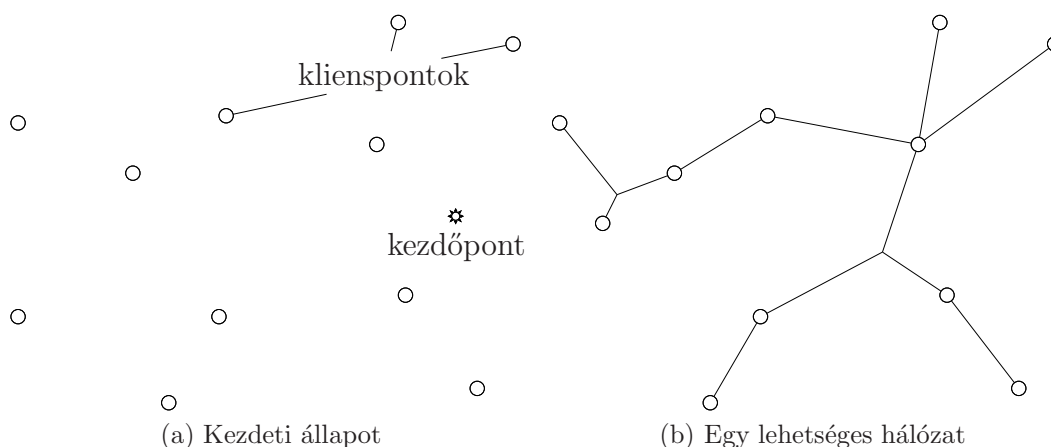 klienspontok
kezdőpont
(a) Kezdeti állapot
(b) Egy lehetséges hálózat